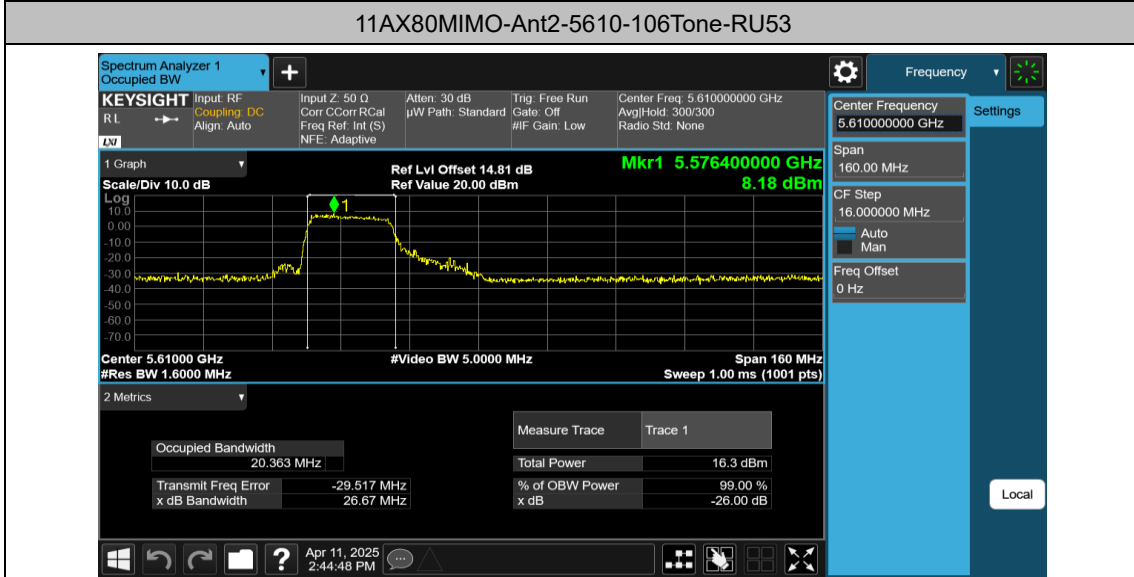 11AX80MIMO-Ant2-5610-106Tone-RU53
Spectrum Analyzer 1
Occupied BW
Frequency
KEYSIGHT
R L
LXI
Input: RF
Coupling: DC
Align: Auto
Input Z: 50 Ω
Corr CCorr RCal
Freq Ref: Int (S)
NFE: Adaptive
Atten: 30 dB
µW Path: Standard
Trig: Free Run
Gate: Off
#IF Gain: Low
Center Freq: 5.610000000 GHz
Avg|Hold: 300/300
Radio Std: None
Center Frequency
5.610000000 GHz
Settings
Span
160.00 MHz
CF Step
16.000000 MHz
Auto
Man
Freq Offset
0 Hz
1 Graph
Scale/Div 10.0 dB
Ref Lvl Offset 14.81 dB
Ref Value 20.00 dBm
Mkr1 5.576400000 GHz
8.18 dBm
Log
1
10.0
0.00
-10.0
-20.0
-30.0
-40.0
-50.0
-60.0
-70.0
Center 5.61000 GHz
#Video BW 5.0000 MHz
Span 160 MHz
#Res BW 1.6000 MHz
Sweep 1.00 ms (1001 pts)
2 Metrics
Measure Trace
Trace 1
Occupied Bandwidth
20.363 MHz
Total Power
16.3 dBm
Transmit Freq Error
-29.517 MHz
% of OBW Power
99.00 %
x dB Bandwidth
26.67 MHz
x dB
-26.00 dB
Local
?
Apr 11, 2025
2:44:48 PM